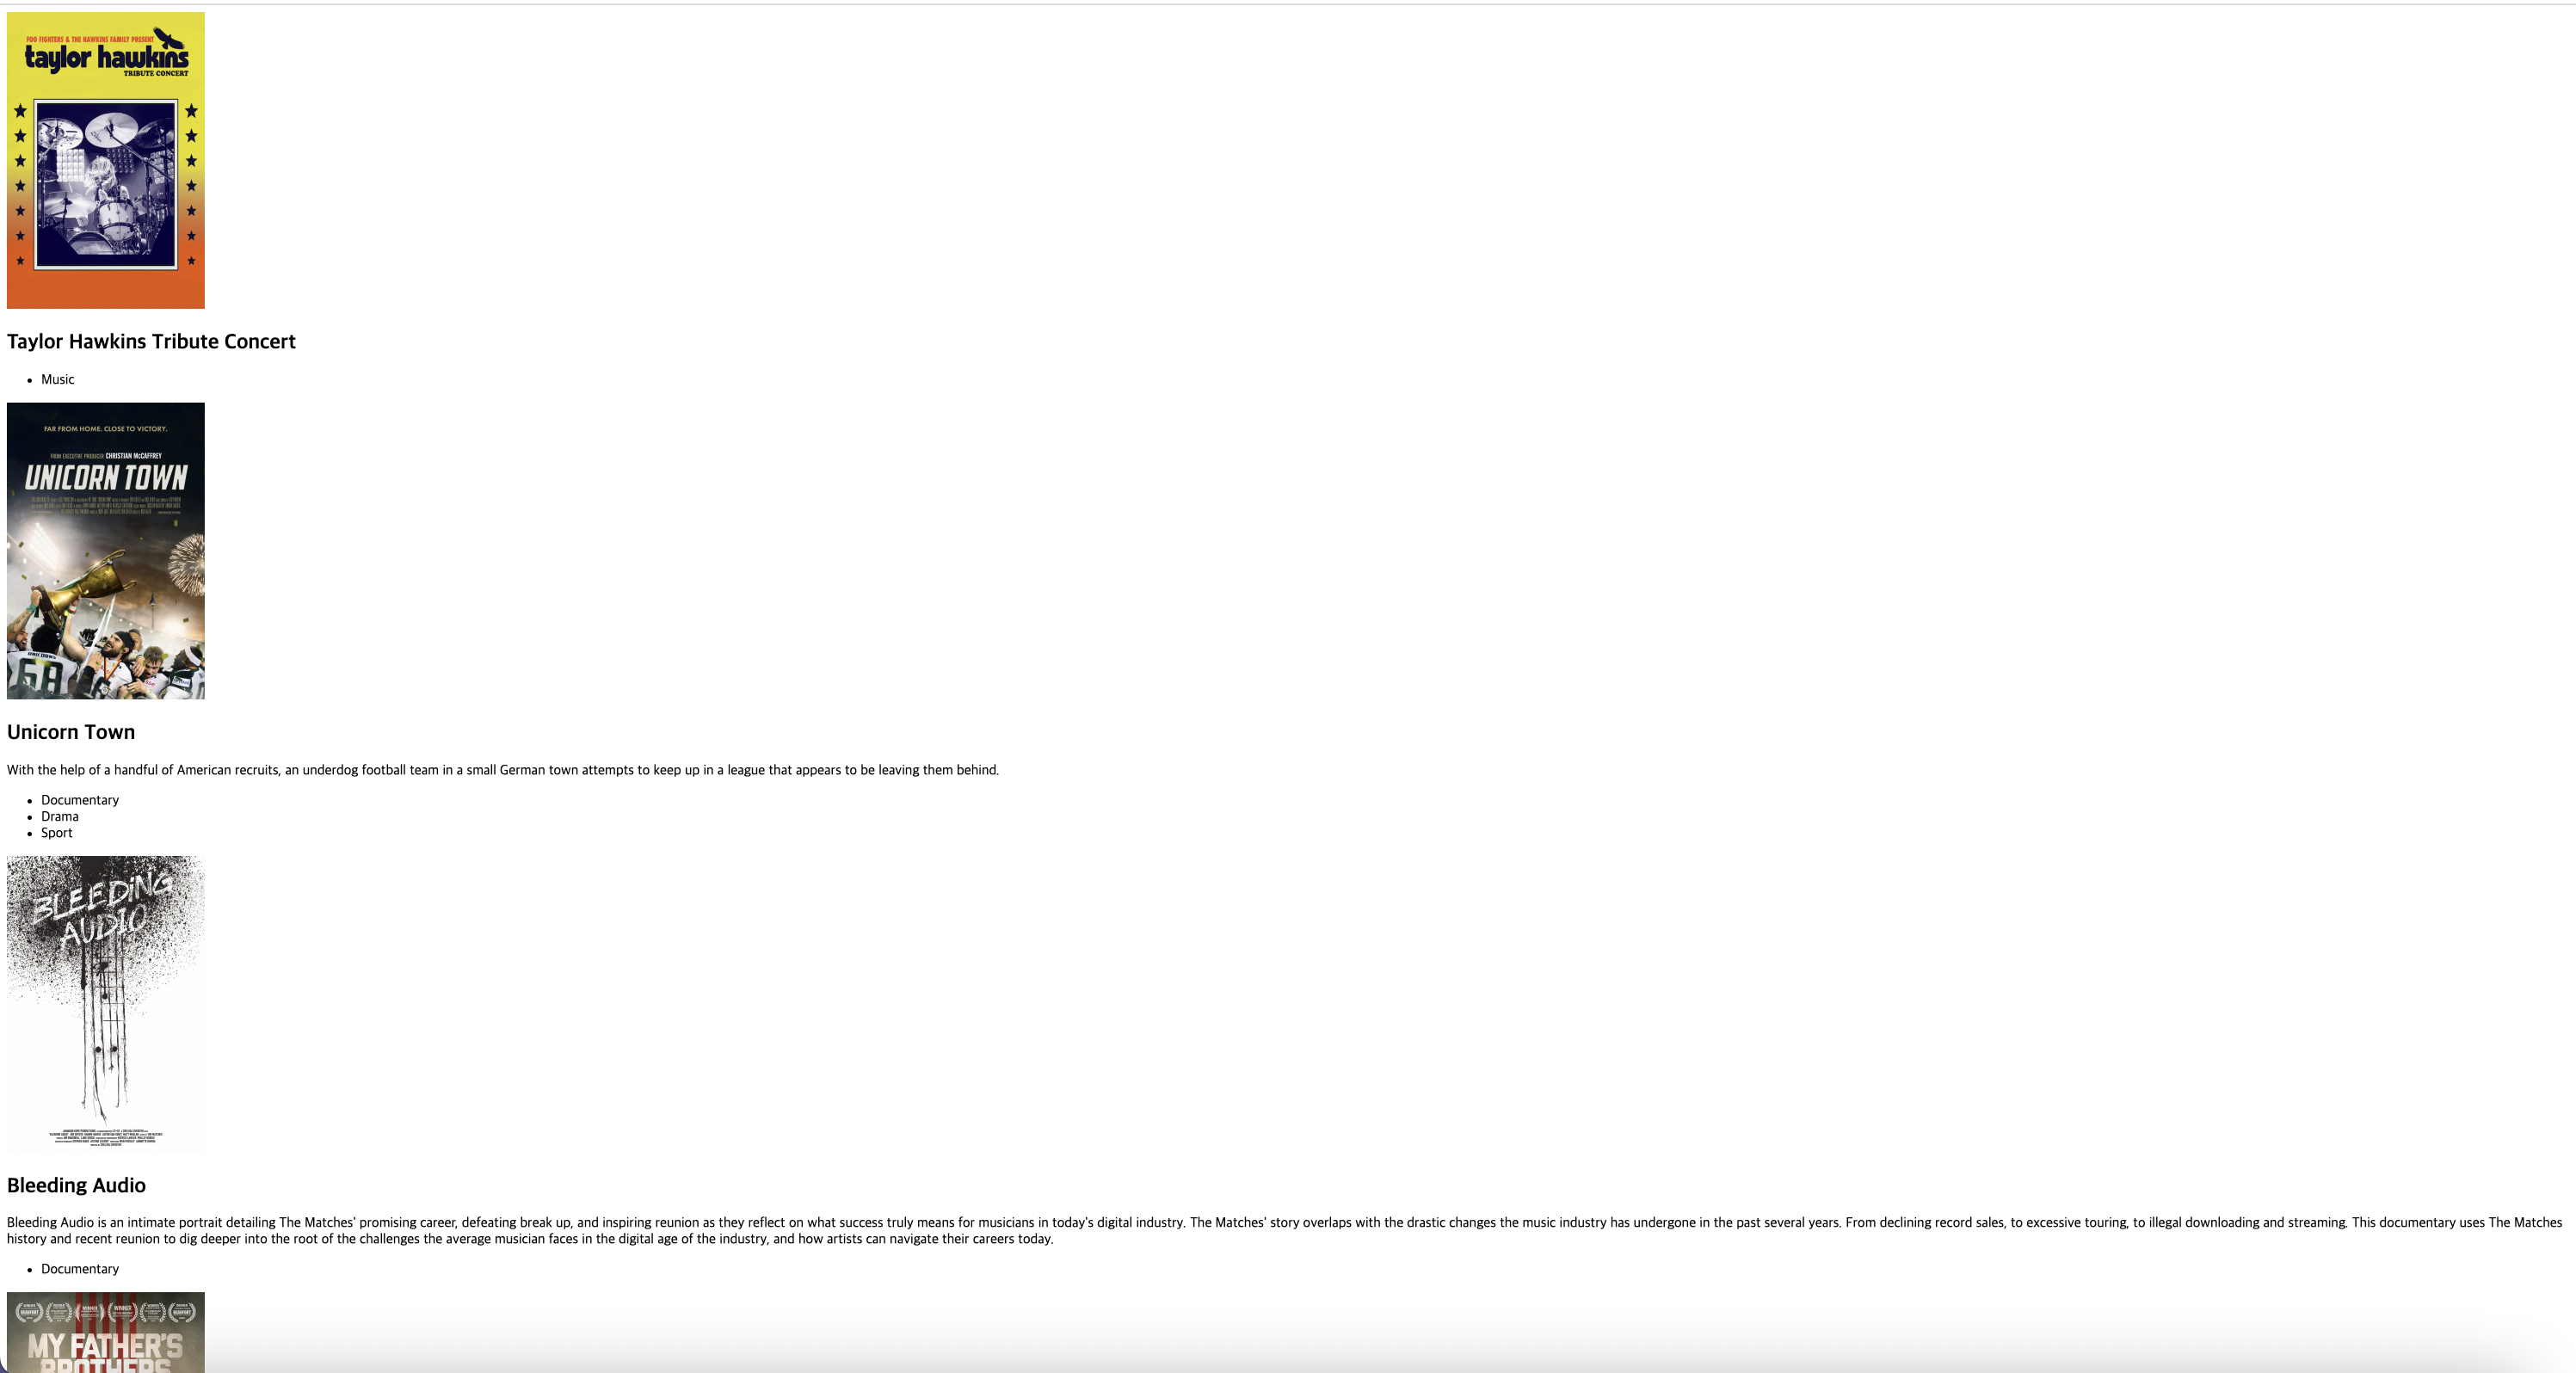 FOO FIGHTERS & THE HAWKINS FAMILY PRESENT
taylor hawkins
TRIBUTE CONCERT
Taylor Hawkins Tribute Concert
Music
FAR FROM HOME. CLOSE TO VICTORY.
FROM EXECUTIVE PRODUCER CHRISTIAN McCAFFREY
UNICORN TOWN
UNICORNS
68
Unicorn Town
With the help of a handful of American recruits, an underdog football team in a small German town attempts to keep up in a league that appears to be leaving them behind.
Documentary
Drama
Sport
BLEEDiNG
AUDIO
Bleeding Audio
Bleeding Audio is an intimate portrait detailing The Matches' promising career, defeating break up, and inspiring reunion as they reflect on what success truly means for musicians in today's digital industry. The Matches' story overlaps with the drastic changes the music industry has undergone in the past several years. From declining record sales, to excessive touring, to illegal downloading and streaming. This documentary uses The Matches
history and recent reunion to dig deeper into the root of the challenges the average musician faces in the digital age of the industry, and how artists can navigate their careers today.
Documentary
WINNER
MY FATHER'S
BROTHERS